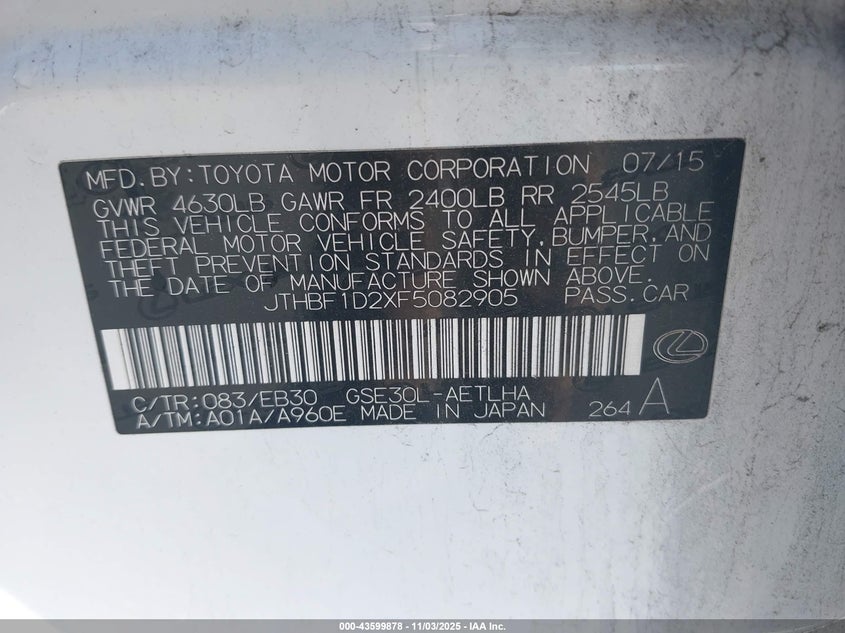 MFD.BY:TOYOTA MOTOR CORPORATION 07/15
GVWR 4630LB GAWR FR 2400LB RR 2545LB
THIS VEHICLE CONFORMS TO ALL APPLICABLE
FEDERAL MOTOR VEHICLE SAFETY, BUMPER, AND
THEFT PREVENTION STANDARDS IN EFFECT ON
THE DATE OF MANUFACTURE SHOWN ABOVE.
JTHBF1D2XF5082905 PASS.CAR
C/TR:083/EB30 GSE30L-AETLHA
A/TM:A01A/A960E MADE IN JAPAN 264 A
000-43599878 - 11/03/2025 - IAA Inc.